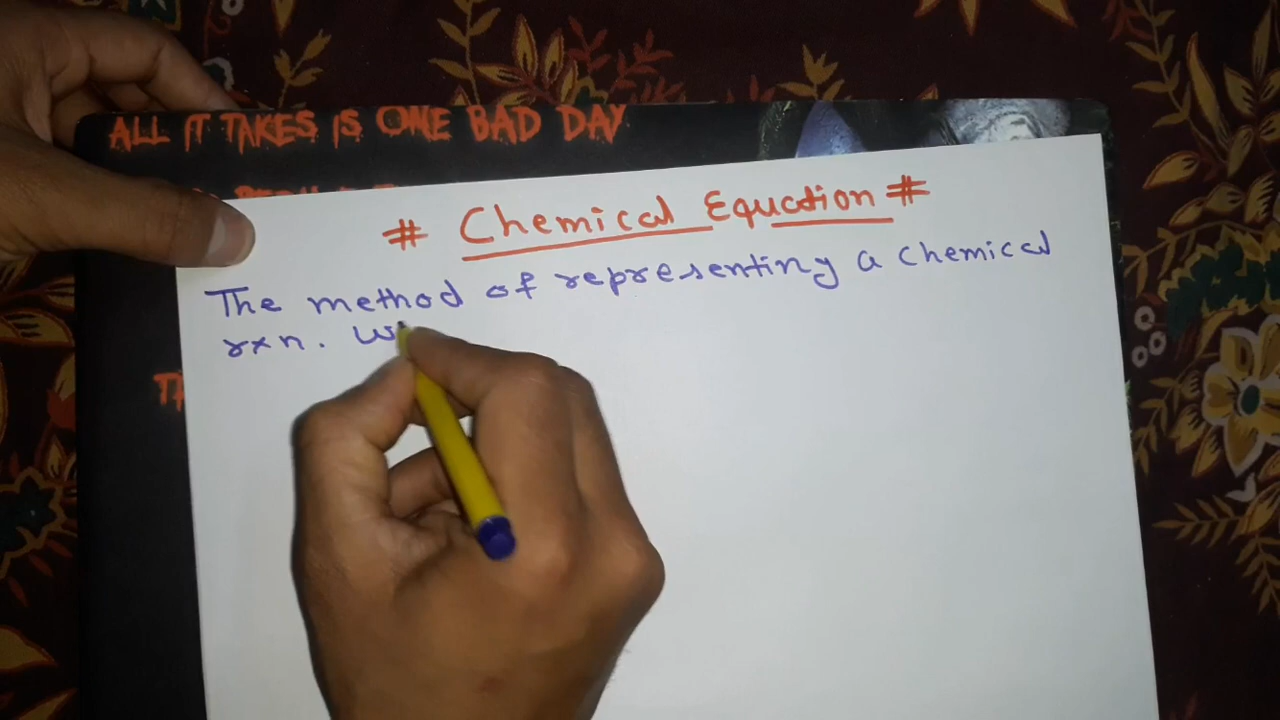 ALL IT TAKES IS ONE BAD DAY
# Chemical Equation #
The method of representing a chemical
rxn. W